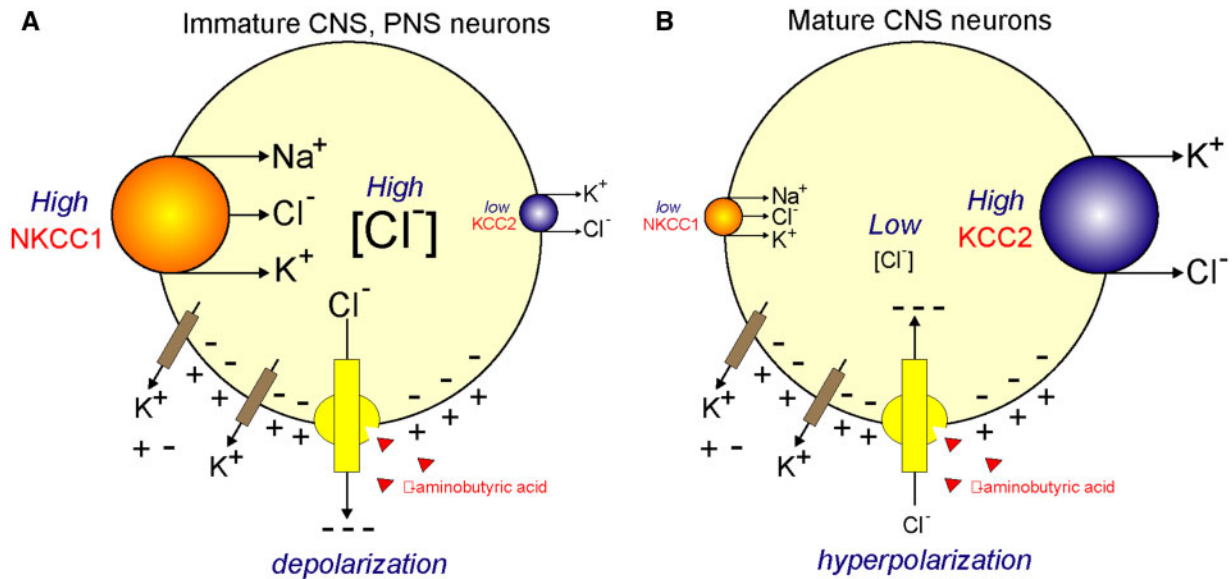 A
Immature CNS, PNS neurons
High
NKCC1
Na⁺
Cl⁻
K⁺
High
[Cl⁻]
low
KCC2
K⁺
Cl⁻
Cl⁻
K⁺
K⁺
- - - - - -
+ + + + + + +
+ -
□-aminobutyric acid
- - -
depolarization
B
Mature CNS neurons
low
NKCC1
Na⁺
Cl⁻
K⁺
Low
[Cl⁻]
High
KCC2
K⁺
Cl⁻
- - -
K⁺
K⁺
- - - - - -
+ + + + + + +
+ -
□-aminobutyric acid
Cl⁻
hyperpolarization